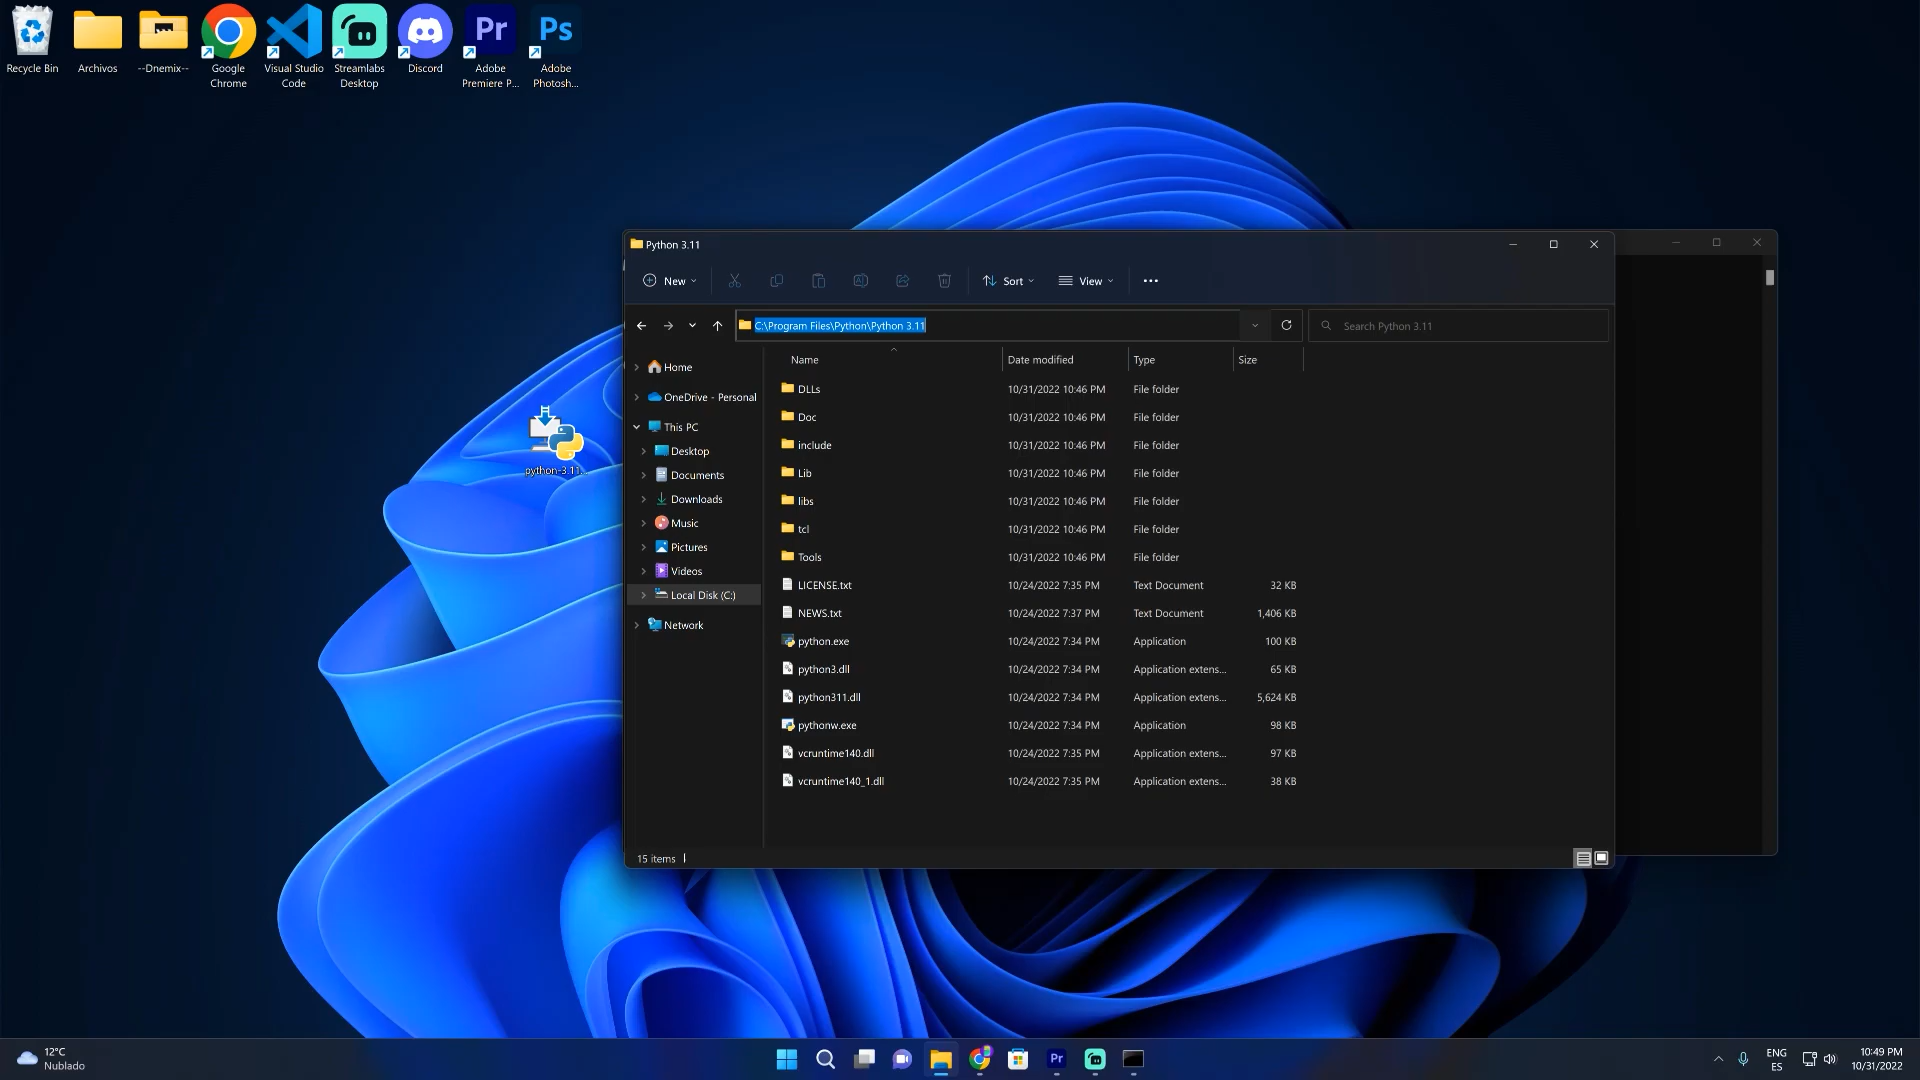 Recycle Bin
Archivos
--Dnemix--
Google
Chrome
Visual Studio
Code
Streamlabs
Desktop
Discord
Pr
Adobe
Premiere P...
Ps
Adobe
Photosh...
python-3.11...
Python 3.11
New
Sort
View
C:\Program Files\Python\Python 3.11
Search Python 3.11
Home
OneDrive - Personal
This PC
Desktop
Documents
Downloads
Music
Pictures
Videos
Local Disk (C:)
Network
Name Date modified Type Size
DLLs 10/31/2022 10:46 PM File folder
Doc 10/31/2022 10:46 PM File folder
include 10/31/2022 10:46 PM File folder
Lib 10/31/2022 10:46 PM File folder
libs 10/31/2022 10:46 PM File folder
tcl 10/31/2022 10:46 PM File folder
Tools 10/31/2022 10:46 PM File folder
LICENSE.txt 10/24/2022 7:35 PM Text Document 32 KB
NEWS.txt 10/24/2022 7:37 PM Text Document 1,406 KB
python.exe 10/24/2022 7:34 PM Application 100 KB
python3.dll 10/24/2022 7:34 PM Application extens... 65 KB
python311.dll 10/24/2022 7:34 PM Application extens... 5,624 KB
pythonw.exe 10/24/2022 7:34 PM Application 98 KB
vcruntime140.dll 10/24/2022 7:35 PM Application extens... 97 KB
vcruntime140_1.dll 10/24/2022 7:35 PM Application extens... 38 KB
15 items
12°C
Nublado
Pr
ENG
ES
10:49 PM
10/31/2022